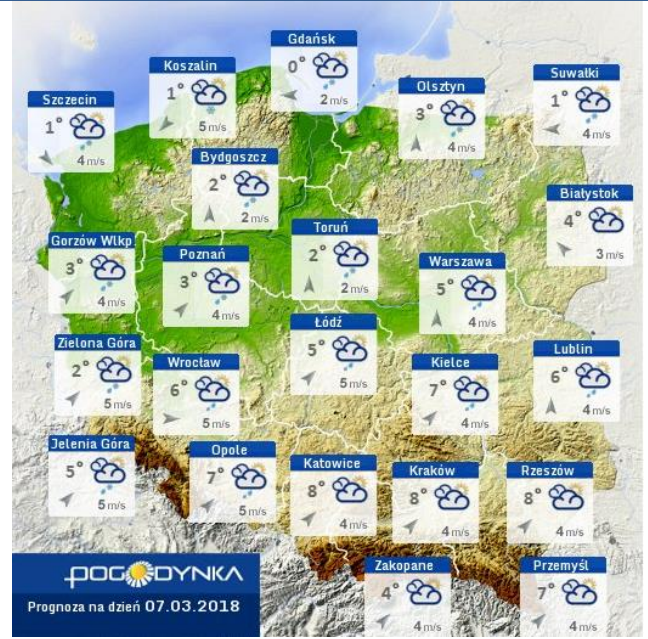 Gdańsk
0°
2 m/s
Koszalin
1°
5 m/s
Suwałki
1°
4 m/s
Olsztyn
3°
4 m/s
Szczecin
1°
4 m/s
Bydgoszcz
2°
2 m/s
Białystok
4°
3 m/s
Toruń
2°
2 m/s
Gorzów Wlkp
3°
4 m/s
Poznań
3°
4 m/s
Warszawa
5°
4 m/s
Łódź
5°
5 m/s
Zielona Góra
2°
5 m/s
Wrocław
6°
5 m/s
Kielce
7°
4 m/s
Lublin
6°
4 m/s
Jelenia Góra
5°
5 m/s
Opole
7°
5 m/s
Katowice
8°
4 m/s
Kraków
8°
4 m/s
Rzeszów
8°
4 m/s
Zakopane
4°
4 m/s
Przemyśl
7°
4 m/s
POGODYNKA
Prognoza na dzień 07.03.2018